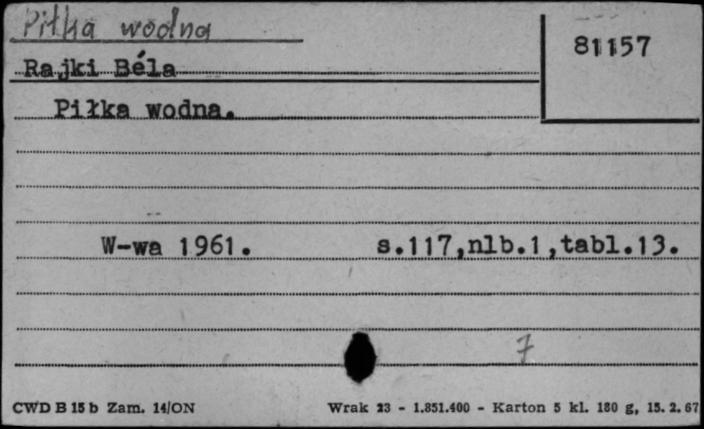 Piłka wodna
81157
Rajki Béla
Piłka wodna.
W-wa 1961. s.117,nlb.1,tabl.13.
7
CWD B 15 b Zam. 14/ON Wrak 23 - 1.851.400 - Karton 5 kl. 180 g, 15. 2. 67